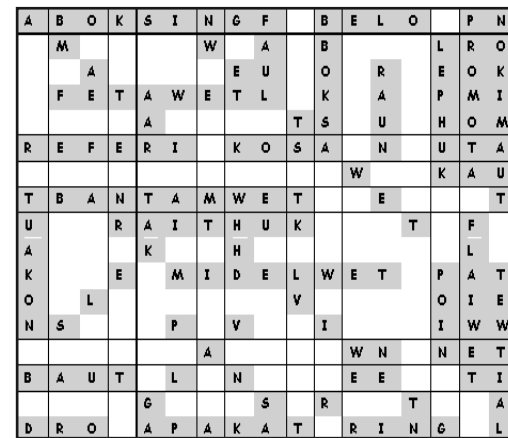 A B O K S I N G F B E L O P N
M W A B L R O
A E U O R E O K
F E T A W E T L K A P M I
A T S U H O M
R E F E R I K O S A N U T A
W K A U
T B A N T A M W E T E T
U R A I T H U K T F
A K H L
K E M I D E L W E T P A T
O L V O I E
N S P V I I W W
A W N N E T
B A U T L N E E T I
G S R T A
D R O A P A K A T R I N G L